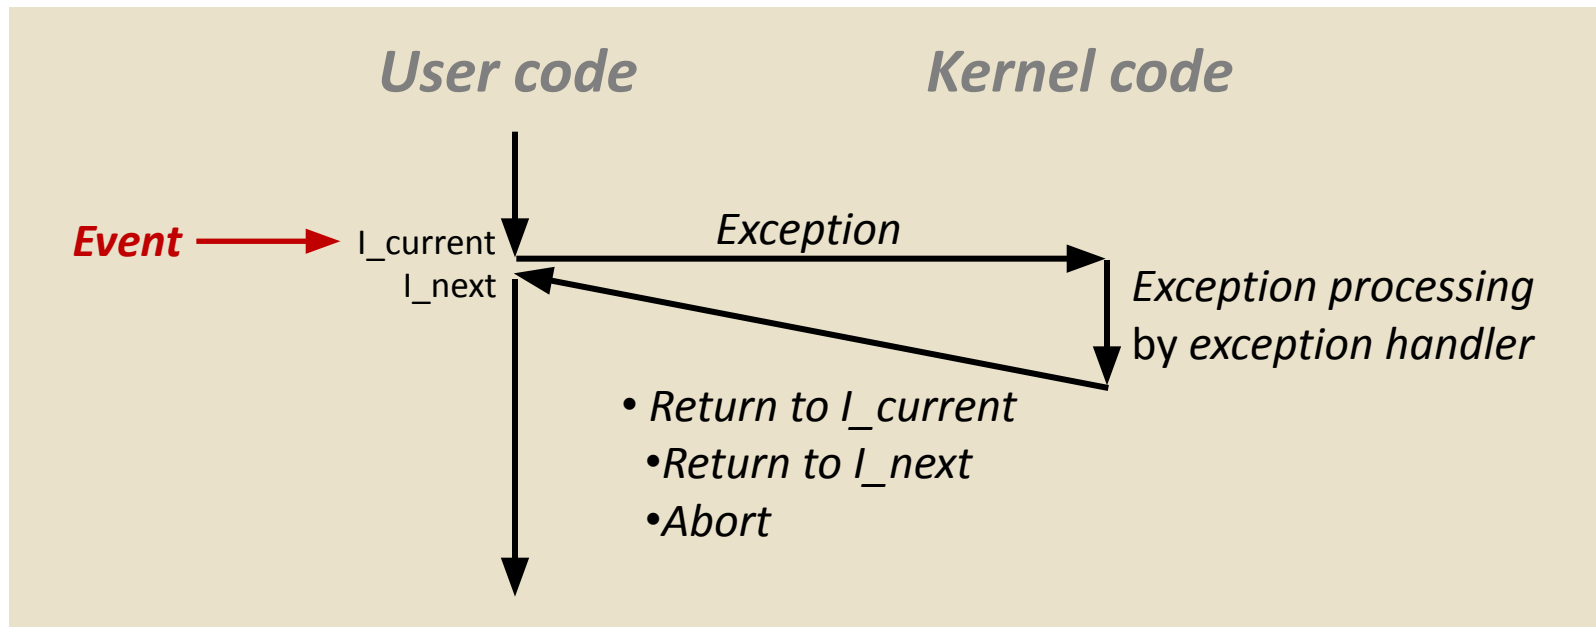 User code
Kernel code
Event
I_current
Exception
I_next
Exception processing
by exception handler
• Return to I_current
•Return to I_next
•Abort